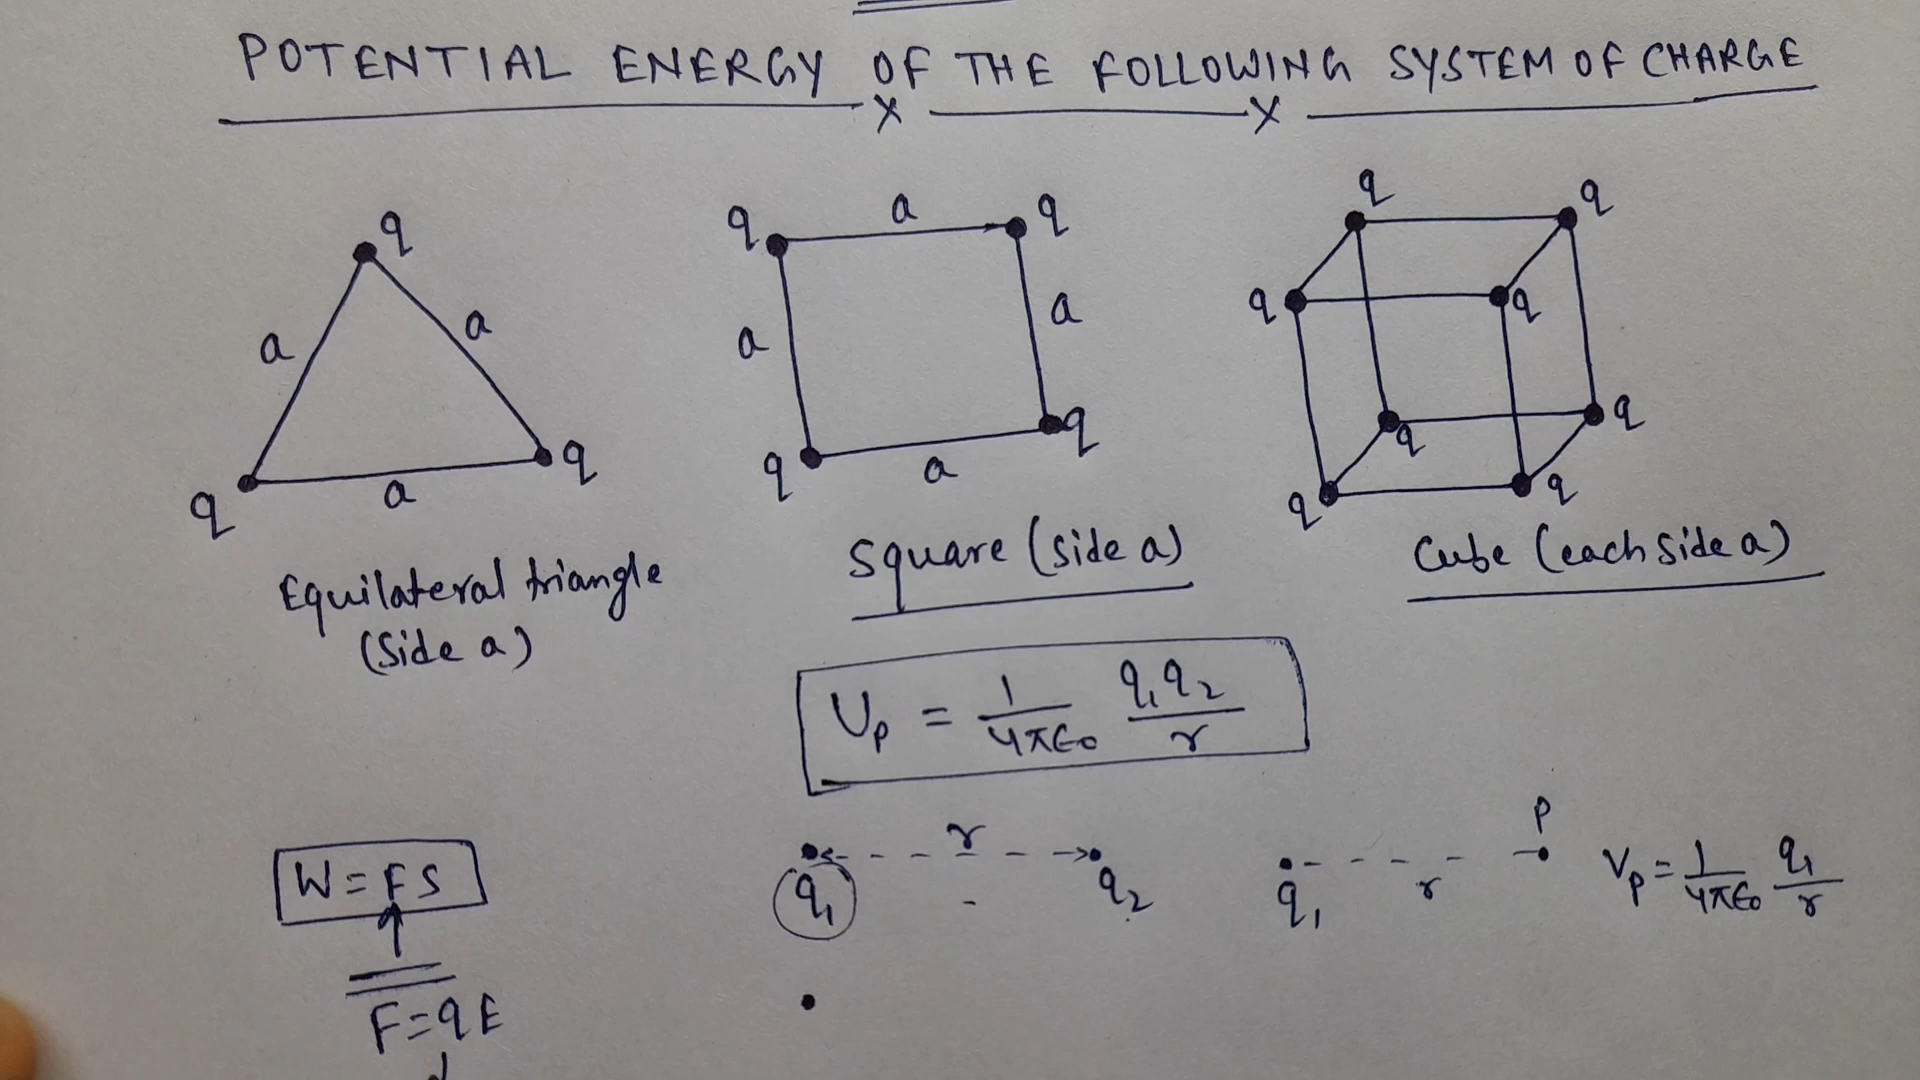 POTENTIAL ENERGY OF THE FOLLOWING SYSTEM OF CHARGE
x x
q
a a
q a q
Equilateral triangle
(Side a)
q a q
a a
q a q
Square (Side a)
q q
q q
q q
q q
Cube (each side a)
Up = 1/4πε₀ q₁q₂/r
W = FS
F = qE
r
q₁ q₂
P
q₁ r
Vp = 1/4πε₀ q₁/r